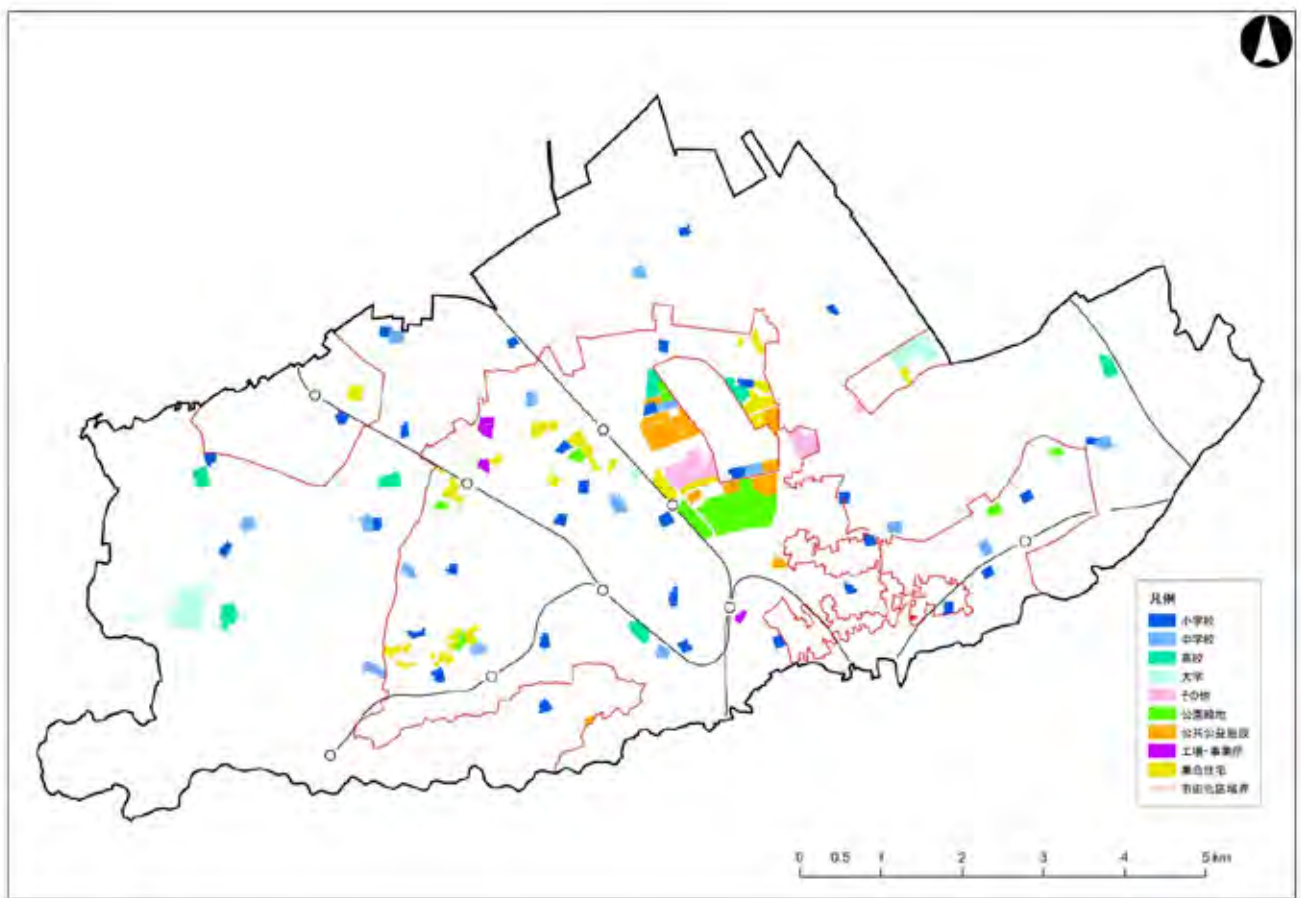 凡例
小学校
中学校
高校
大学
その他
公園緑地
公共公益施設
工場・事業所
集合住宅
市街化区域界
0 0.5 1 2 3 4 5 km